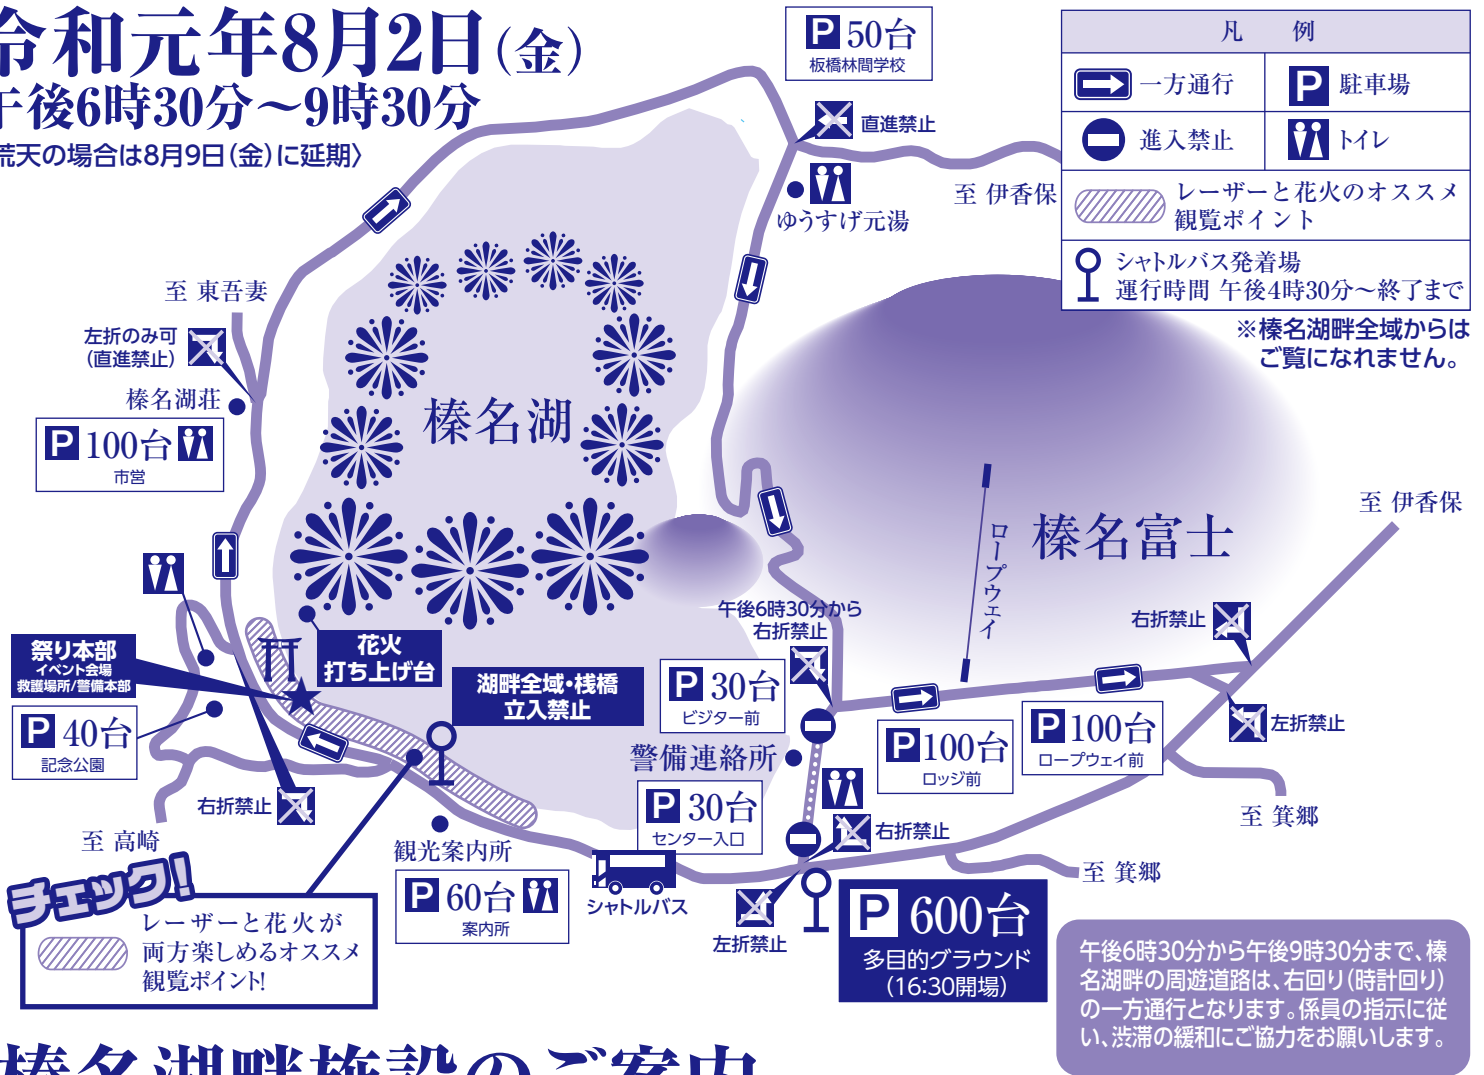 令和元年8月2日(金)
午後6時30分～9時30分
荒天の場合は8月9日(金)に延期〉
P 50台
板橋林間学校
凡 例
一方通行
P 駐車場
進入禁止
トイレ
レーザーと花火のオススメ
観覧ポイント
シャトルバス発着場
運行時間 午後4時30分～終了まで
※榛名湖畔全域からは
ご覧になれません。
直進禁止
至 伊香保
ゆうすげ元湯
至 東吾妻
左折のみ可
(直進禁止)
榛名湖荘
P 100台
市営
榛名湖
ロープウェイ
榛名富士
至 伊香保
午後6時30分から
右折禁止
右折禁止
祭り本部
イベント会場
救護場所/警備本部
花火
打ち上げ台
湖畔全域・桟橋
立入禁止
P 30台
ビジター前
P 40台
記念公園
P 100台
ロッジ前
P 100台
ロープウェイ前
左折禁止
警備連絡所
P 30台
センター入口
右折禁止
右折禁止
至 箕郷
至 高崎
観光案内所
P 60台
案内所
シャトルバス
左折禁止
至 箕郷
P 600台
多目的グラウンド
(16:30開場)
チェック!
レーザーと花火が
両方楽しめるオススメ
観覧ポイント!
午後6時30分から午後9時30分まで、榛
名湖畔の周遊道路は、右回り(時計回り)
の一方通行となります。係員の指示に従
い、渋滞の緩和にご協力をお願いします。
榛名湖畔施設のご案内